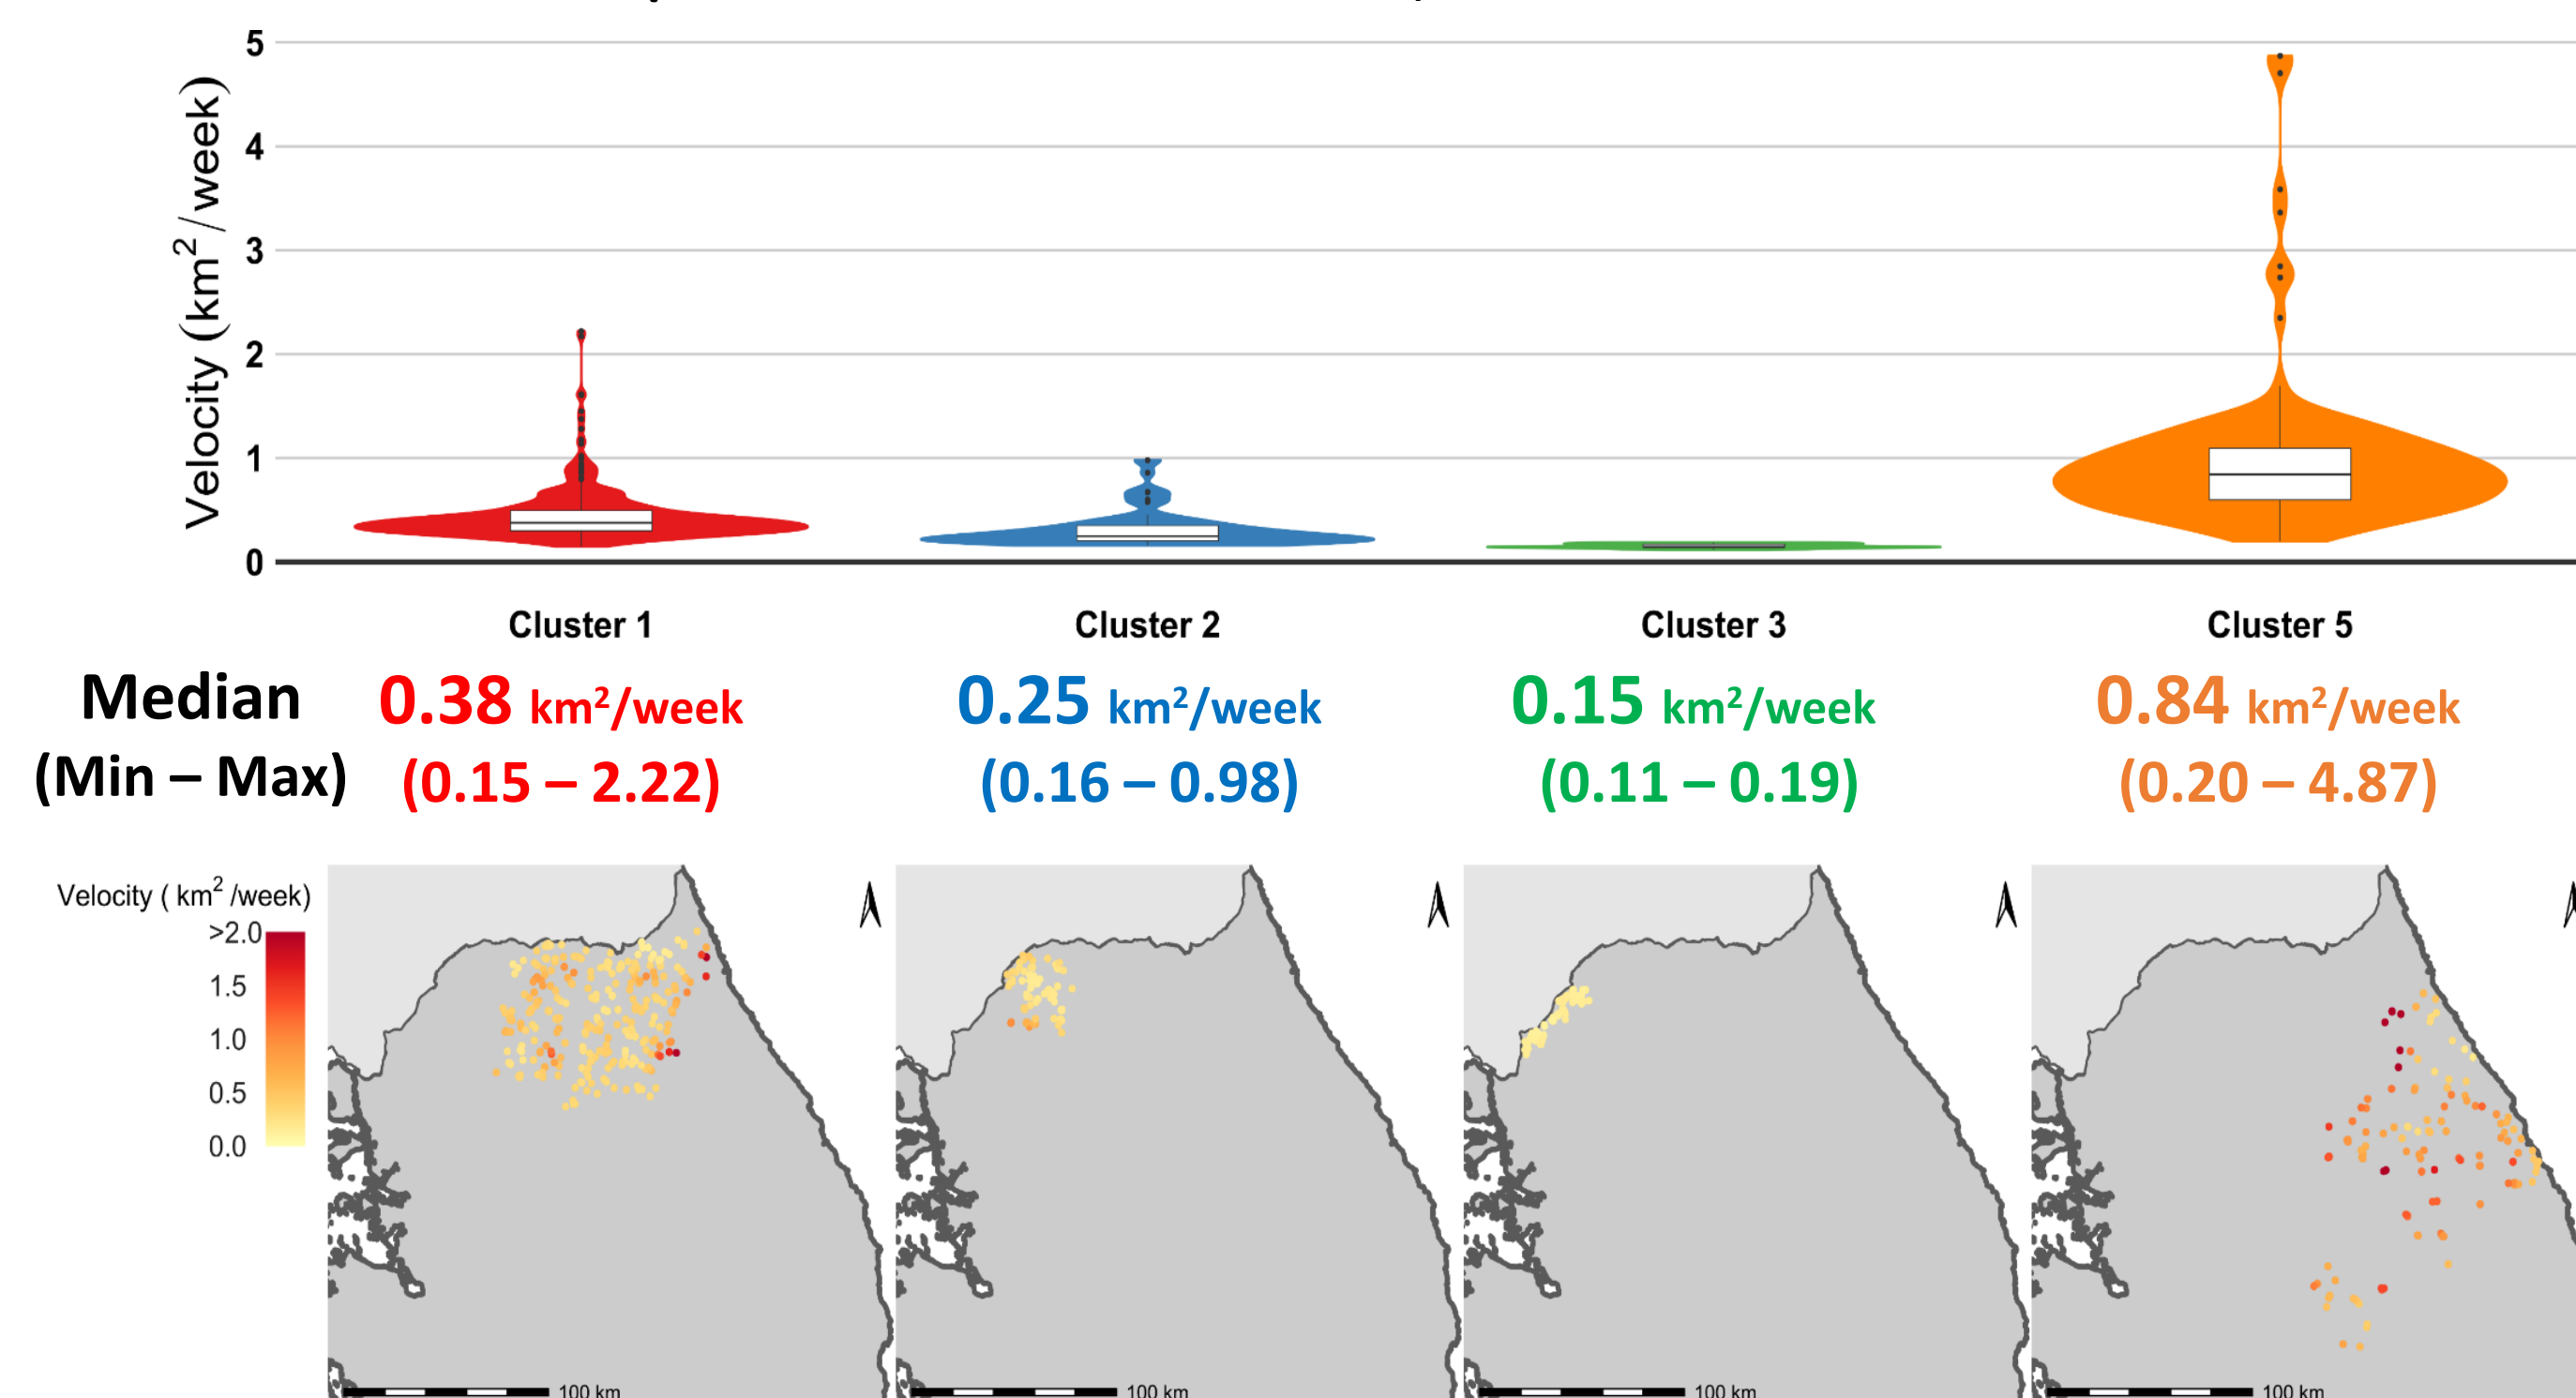 5
4
3
2
1
0
Velocity (km²/week)
Cluster 1 Cluster 2 Cluster 3 Cluster 5
Median 0.38 km²/week 0.25 km²/week 0.15 km²/week 0.84 km²/week
(Min – Max) (0.15 – 2.22) (0.16 – 0.98) (0.11 – 0.19) (0.20 – 4.87)
Velocity ( km² /week)
>2.0
1.5
1.0
0.5
0.0
100 km 100 km 100 km 100 km